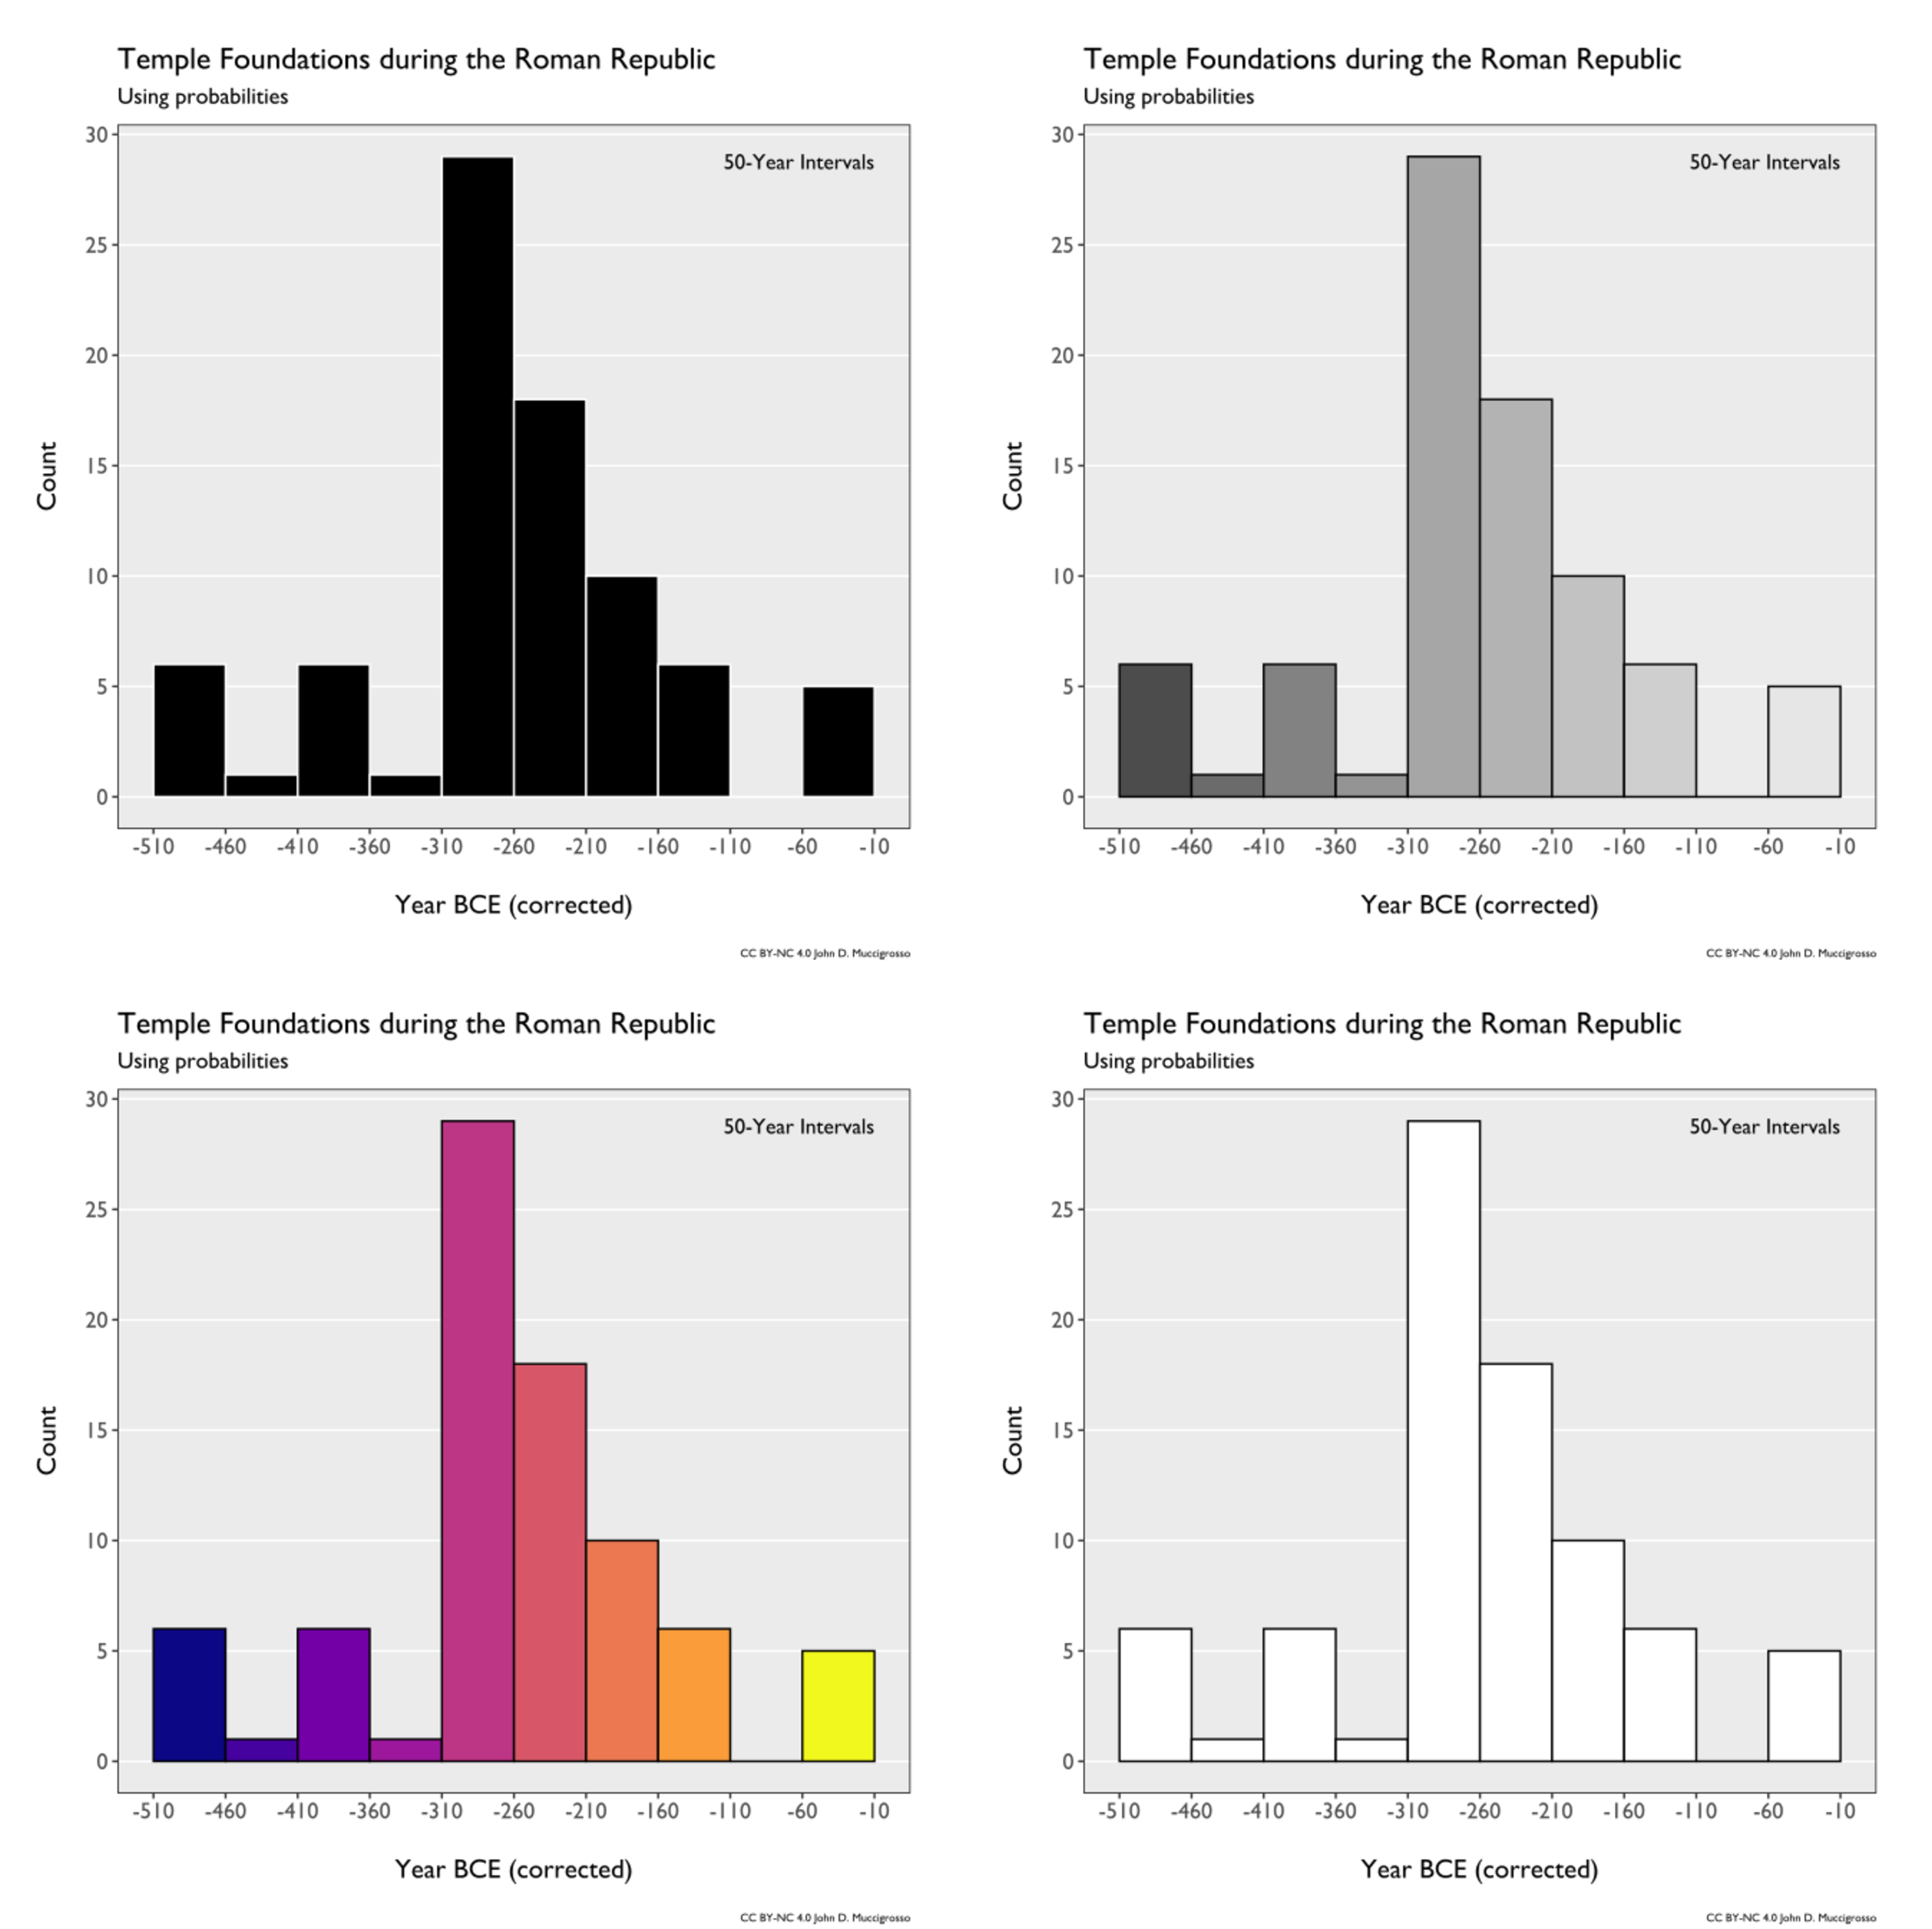 Temple Foundations during the Roman Republic
Using probabilities
50-Year Intervals
30
25
20
15
10
5
0
Count
-510 -460 -410 -360 -310 -260 -210 -160 -110 -60 -10
Year BCE (corrected)
CC BY-NC 4.0 John D. Muccigrosso
Temple Foundations during the Roman Republic
Using probabilities
50-Year Intervals
30
25
20
15
10
5
0
Count
-510 -460 -410 -360 -310 -260 -210 -160 -110 -60 -10
Year BCE (corrected)
CC BY-NC 4.0 John D. Muccigrosso
Temple Foundations during the Roman Republic
Using probabilities
50-Year Intervals
30
25
20
15
10
5
0
Count
-510 -460 -410 -360 -310 -260 -210 -160 -110 -60 -10
Year BCE (corrected)
CC BY-NC 4.0 John D. Muccigrosso
Temple Foundations during the Roman Republic
Using probabilities
50-Year Intervals
30
25
20
15
10
5
0
Count
-510 -460 -410 -360 -310 -260 -210 -160 -110 -60 -10
Year BCE (corrected)
CC BY-NC 4.0 John D. Muccigrosso